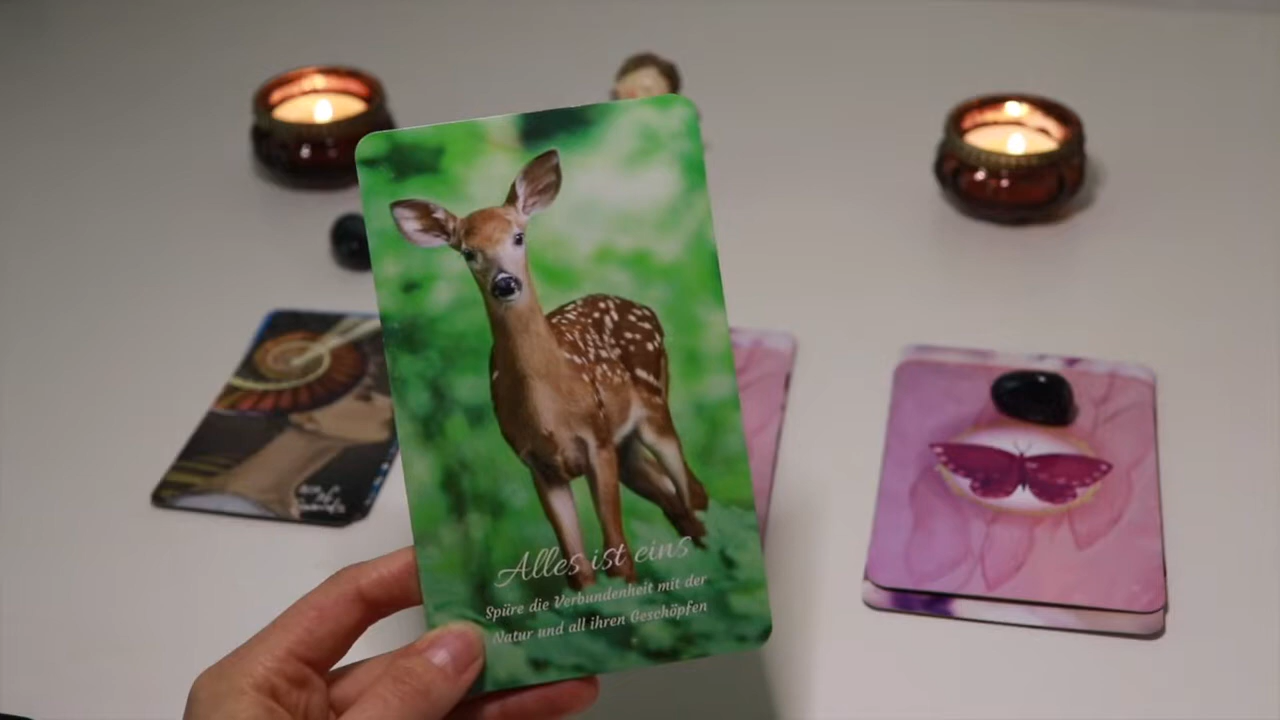 Alles ist eins
Spüre die Verbundenheit mit der
Natur und all ihren Geschöpfen